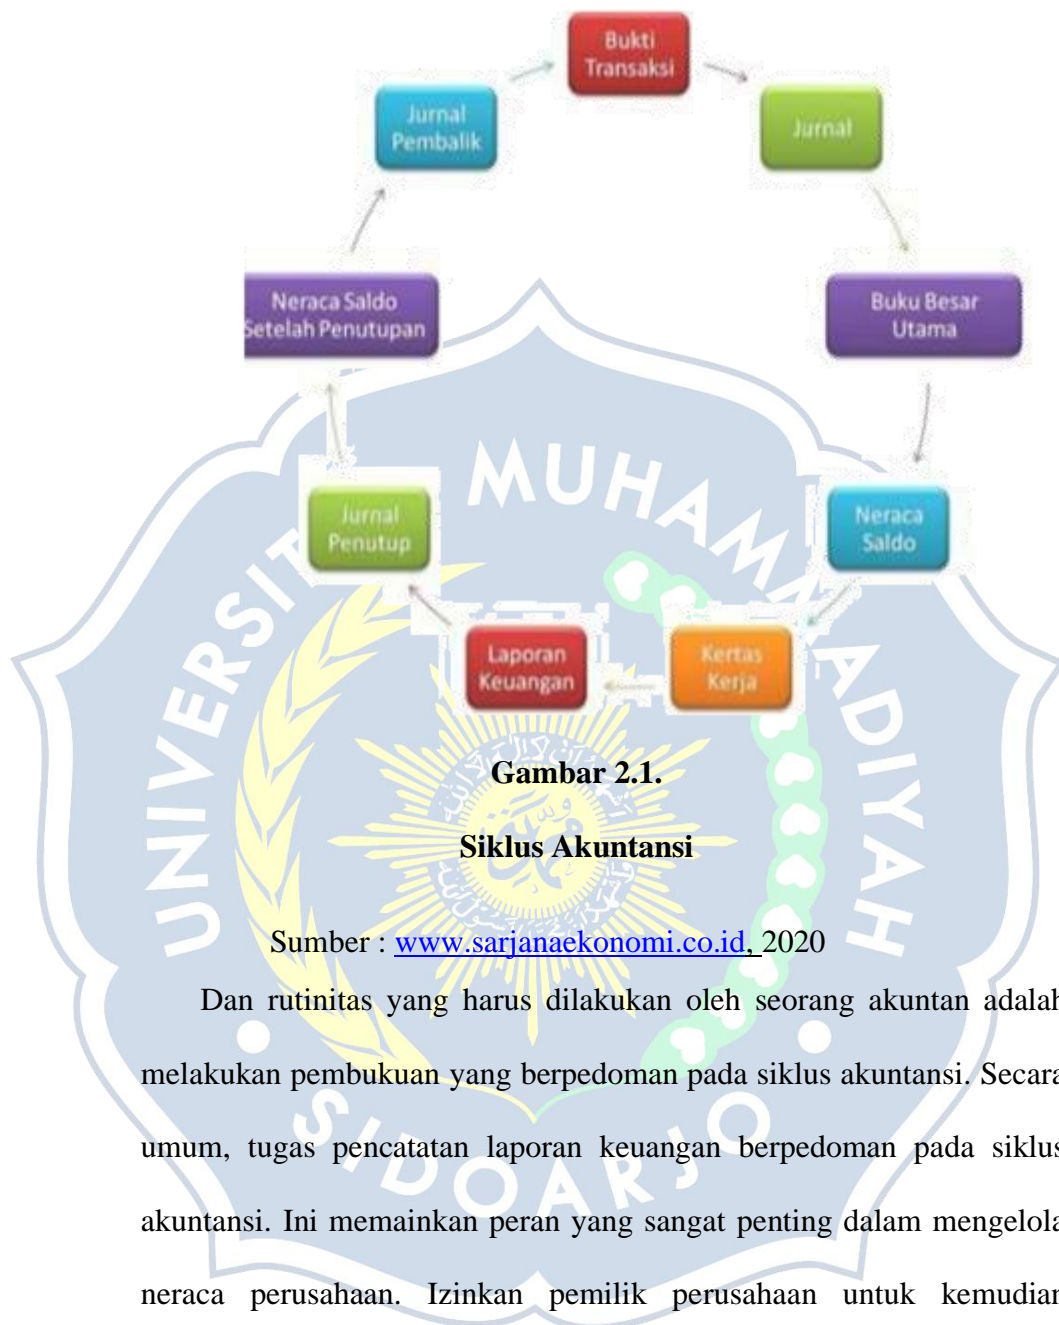 Bukti
Transaksi
Jurnal
Buku Besar
Utama
Neraca
Saldo
Kertas
Kerja
Laporan
Keuangan
Jurnal
Penutup
Neraca Saldo
Setelah Penutupan
Jurnal
Pembalik
UNIVERSITAS MUHAMMADIYAH
SIDOARJO
Gambar 2.1.
Siklus Akuntansi
Sumber : www.sarjanaekonomi.co.id, 2020
Dan rutinitas yang harus dilakukan oleh seorang akuntan adalah
melakukan pembukuan yang berpedoman pada siklus akuntansi. Secara
umum, tugas pencatatan laporan keuangan berpedoman pada siklus
akuntansi. Ini memainkan peran yang sangat penting dalam mengelola
neraca perusahaan. Izinkan pemilik perusahaan untuk kemudian